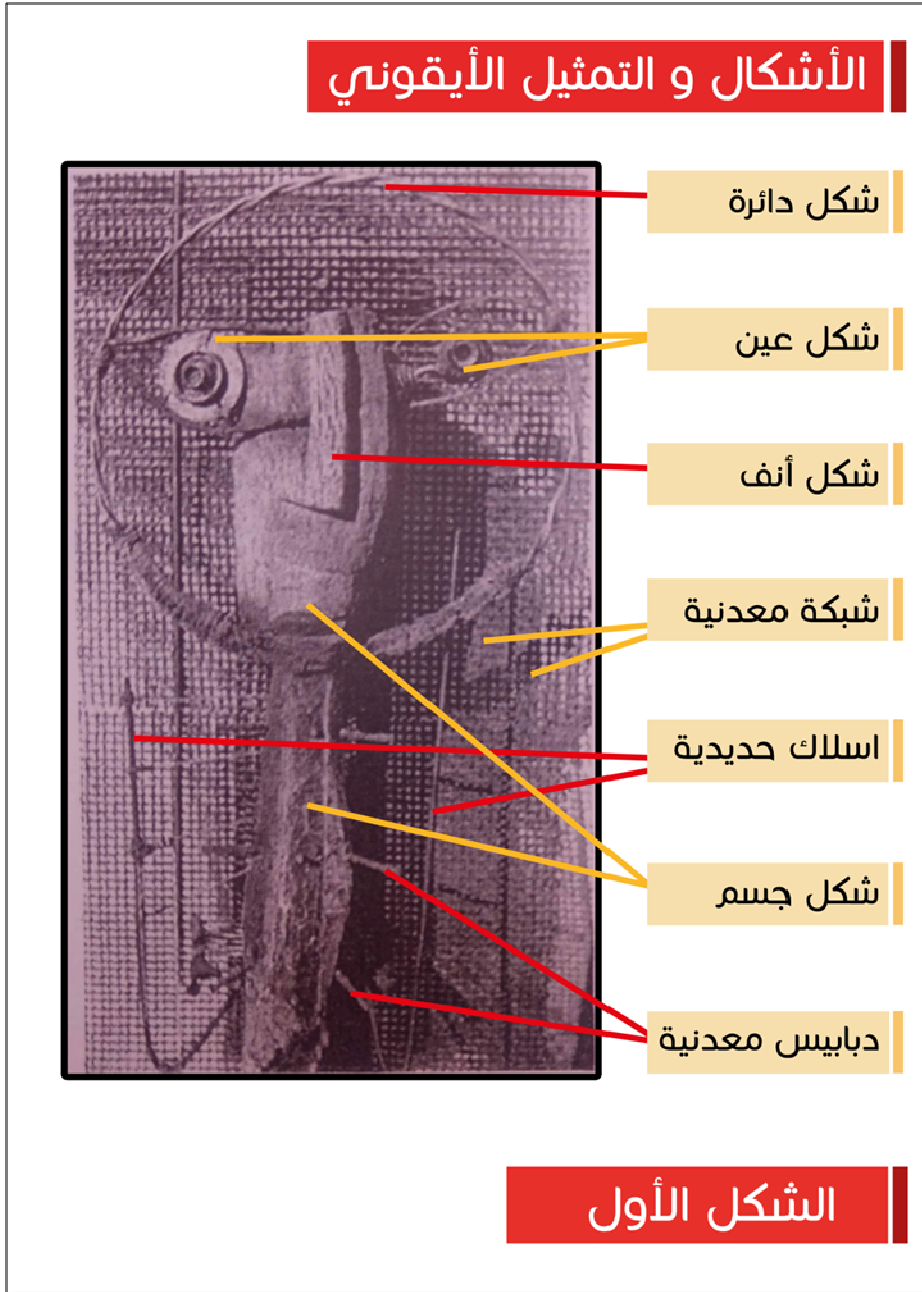 الأشكال و التمثيل الأيقوني
شكل دائرة
شكل عين
شكل أنف
شبكة معدنية
اسلاك حديدية
شكل جسم
دبابيس معدنية
الشكل الأول